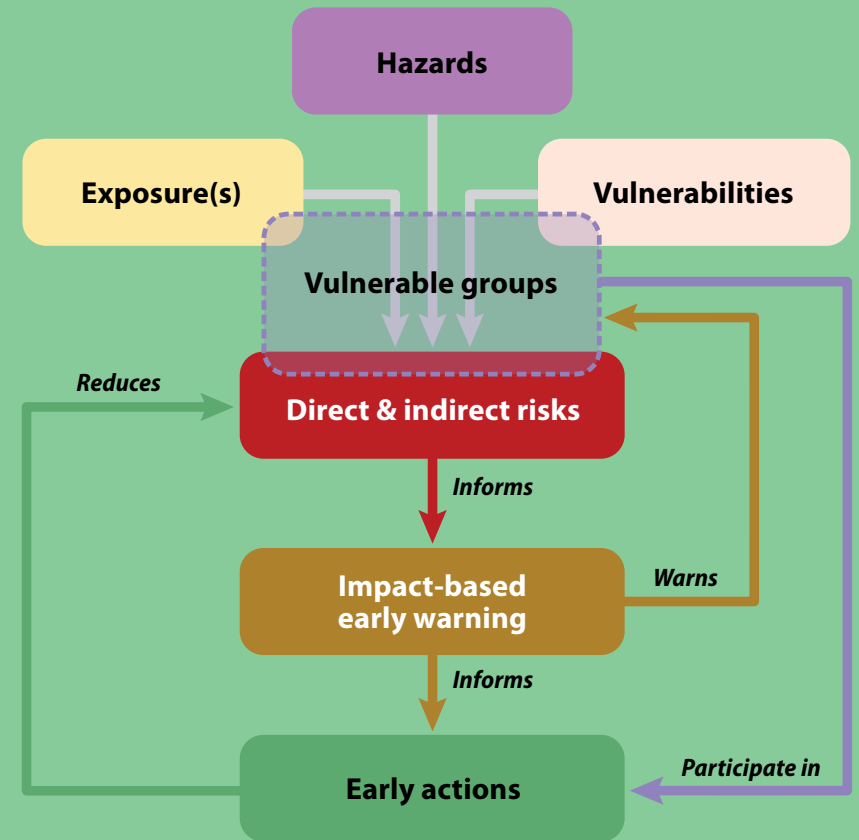 Hazards
Exposure(s)
Vulnerabilities
Vulnerable groups
Reduces
Direct & indirect risks
Informs
Impact-based
early warning
Warns
Informs
Early actions
Participate in